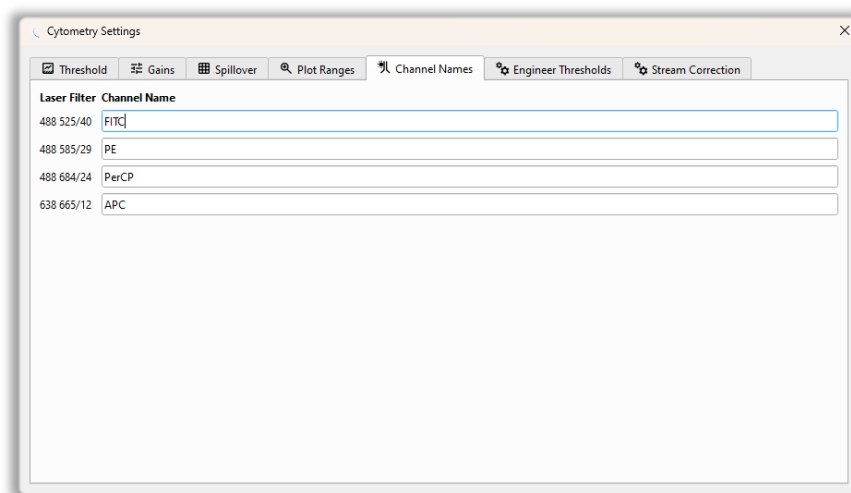 Cytometry Settings
Threshold Gains Spillover Plot Ranges Channel Names Engineer Thresholds Stream Correction
Laser Filter Channel Name
488 525/40 FITC
488 585/29 PE
488 684/24 PerCP
638 665/12 APC